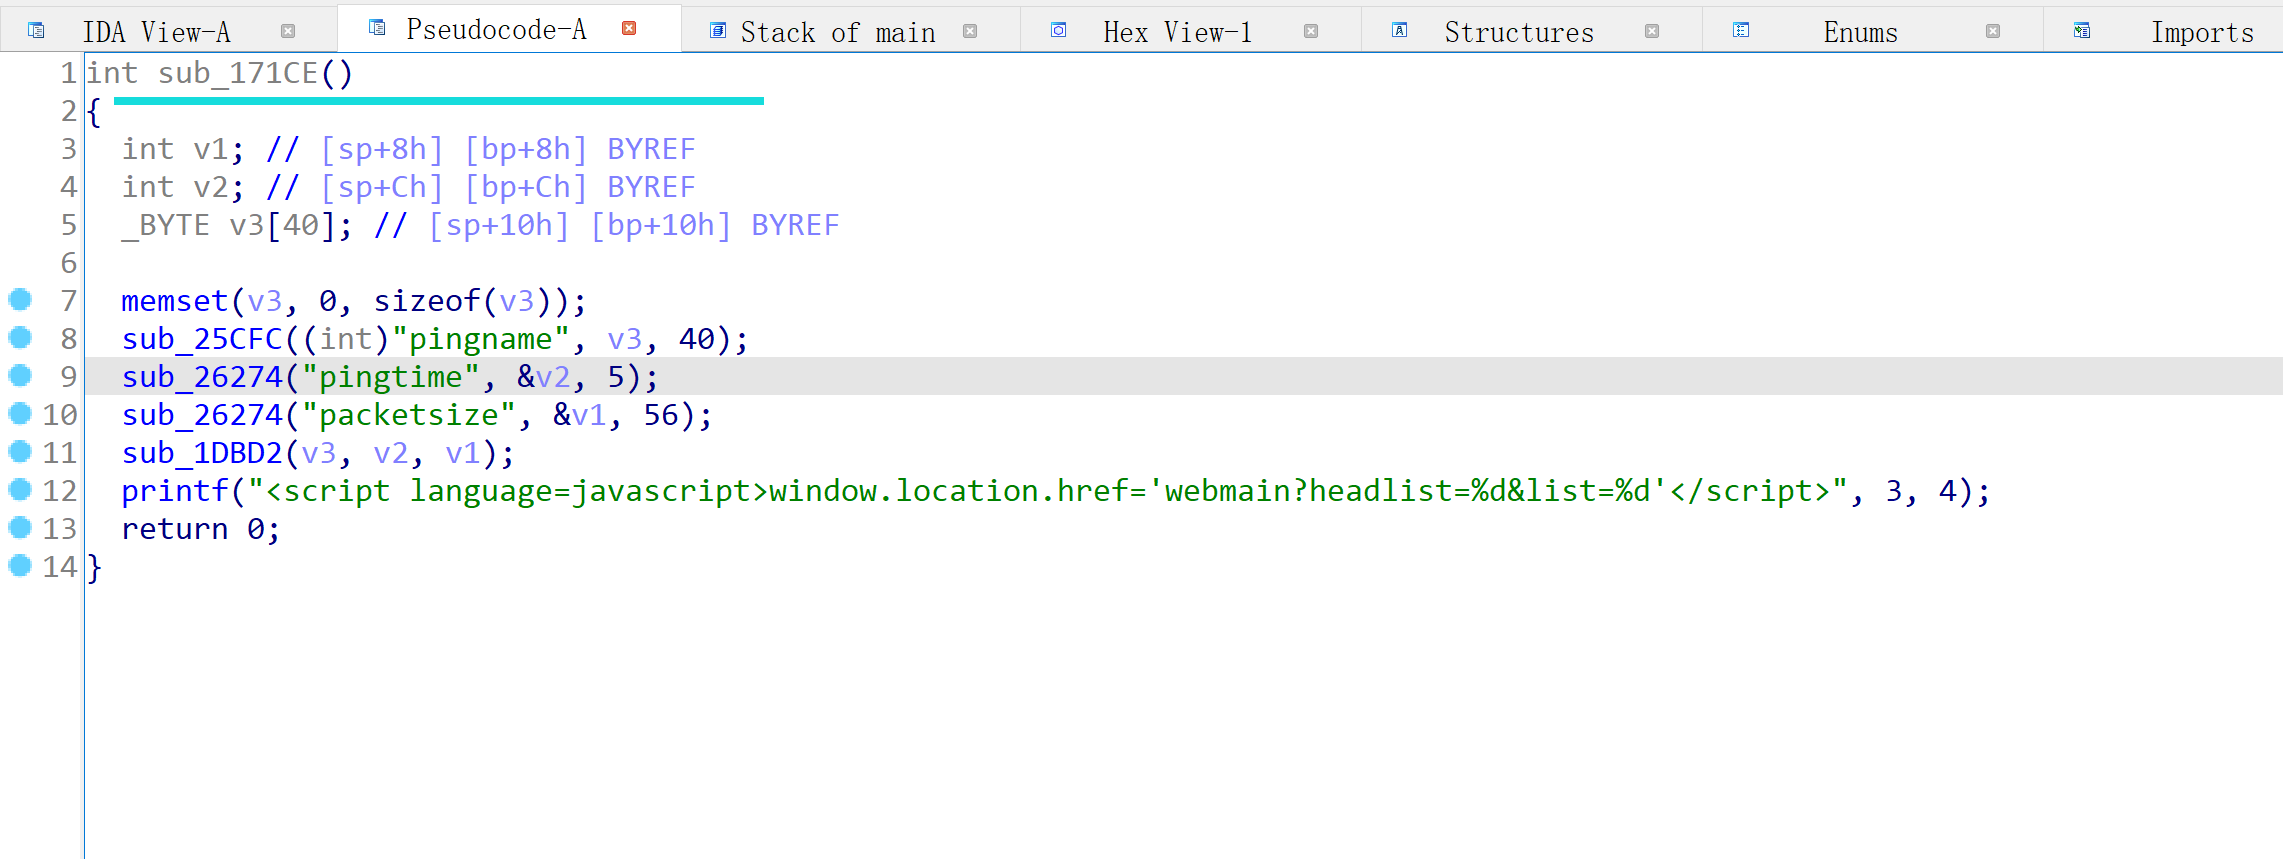 IDA View-A Pseudocode-A Stack of main Hex View-1 Structures Enums Imports
1 int sub_171CE()
2 {
3 int v1; // [sp+8h] [bp+8h] BYREF
4 int v2; // [sp+Ch] [bp+Ch] BYREF
5 _BYTE v3[40]; // [sp+10h] [bp+10h] BYREF
6
7 memset(v3, 0, sizeof(v3));
8 sub_25CFC((int)"pingname", v3, 40);
9 sub_26274("pingtime", &v2, 5);
10 sub_26274("packetsize", &v1, 56);
11 sub_1DBD2(v3, v2, v1);
12 printf("<script language=javascript>window.location.href='webmain?headlist=%d&list=%d'</script>", 3, 4);
13 return 0;
14 }